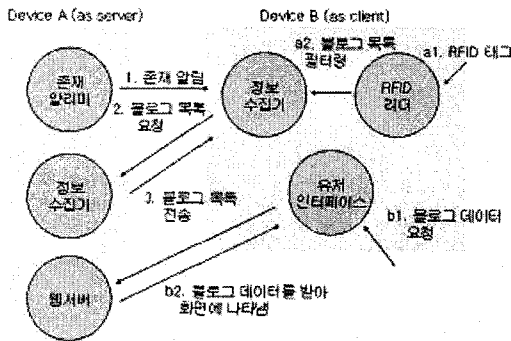 Device A (as server)
Device B (as client)
a2. 블로그 목록
필터링
a1. RFID 태그
존재
알리미
1. 존재 알림
2. 블로그 목록
요청
정보
수집기
RFID
리더
정보
수집기
3. 블로그 목록
전송
유저
인터페이스
b1. 블로그 데이터
요청
웹서버
b2. 블로그 데이터를 받아
화면에 나타냄